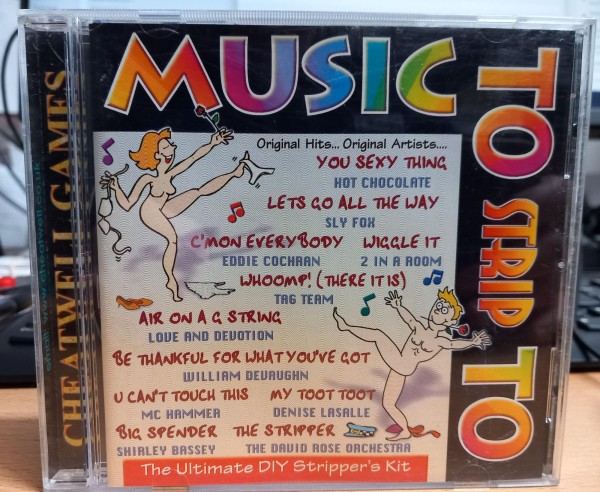 MUSIC
TO STRIP TO
CHEATWELL GAMES
Original Hits... Original Artists....
YOU SEXY THING
HOT CHOCOLATE
LETS GO ALL THE WAY
SLY FOX
C'MON EVERYBODY WIGGLE IT
EDDIE COCHRAN 2 IN A ROOM
WHOOMP! (THERE IT IS)
TAG TEAM
AIR ON A G STRING
LOVE AND DEVOTION
BE THANKFUL FOR WHAT YOU'VE GOT
WILLIAM DEVAUGHN
U CAN'T TOUCH THIS MY TOOT TOOT
MC HAMMER DENISE LASALLE
BIG SPENDER THE STRIPPER
SHIRLEY BASSEY THE DAVID ROSE ORCHESTRA
The Ultimate DIY Stripper's Kit